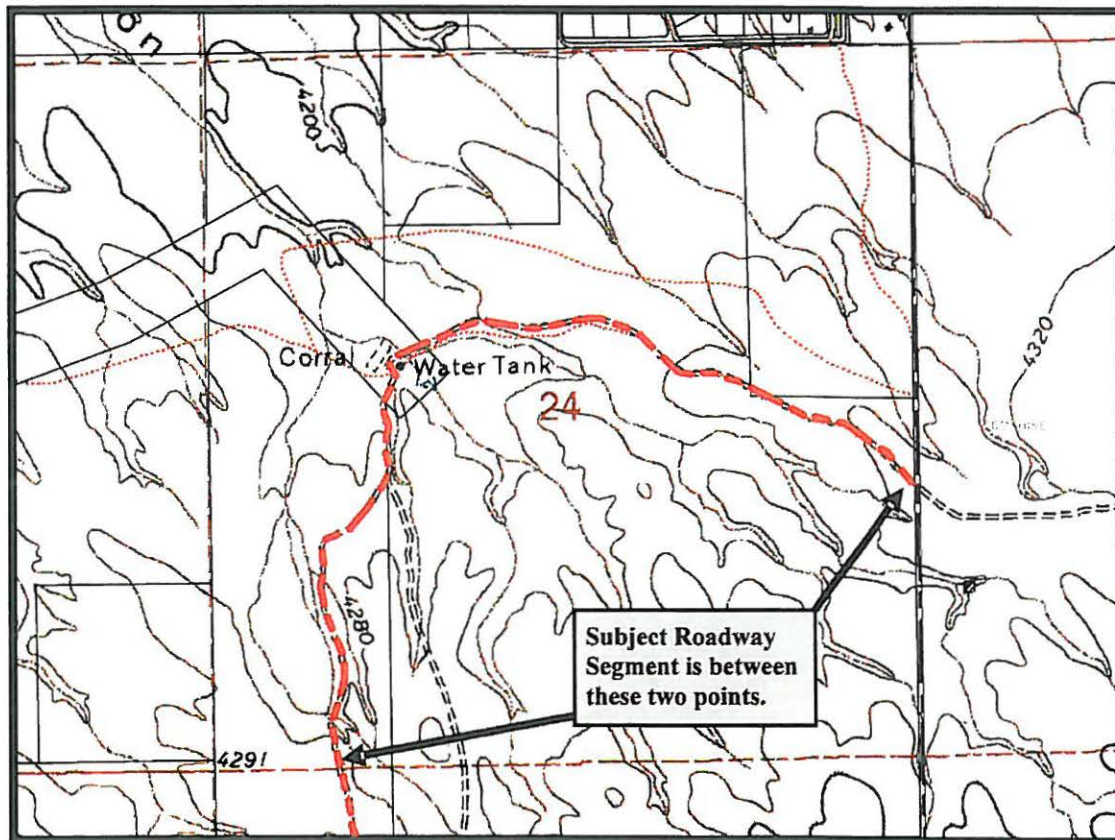 4200
Corral
Water Tank
24
4320
4280
Subject Roadway
Segment is between
these two points.
4291